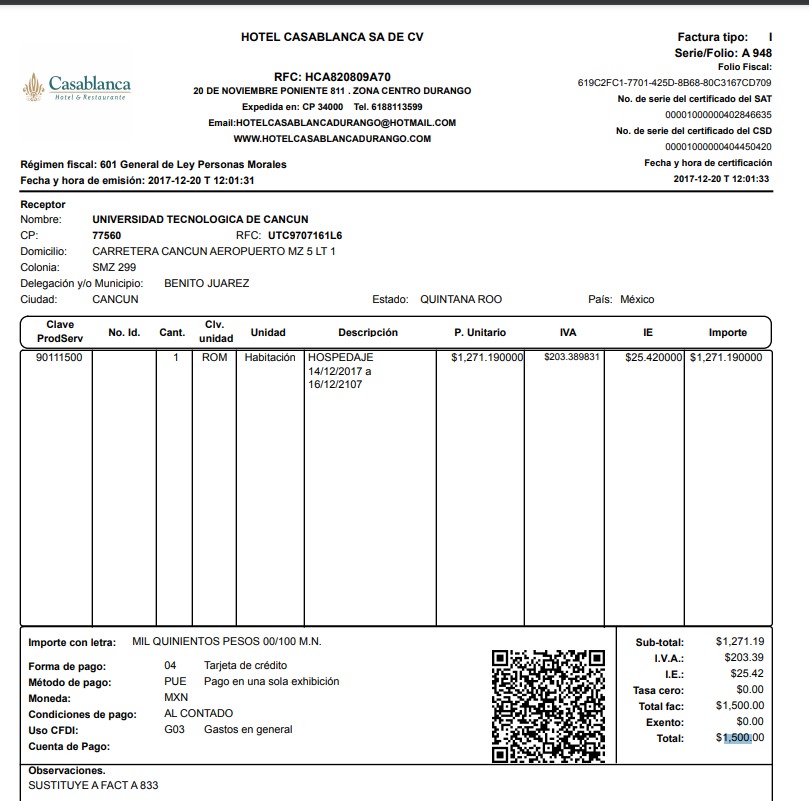 HOTEL CASABLANCA SA DE CV
Factura tipo: I
Serie/Folio: A 948
Folio Fiscal:
619C2FC1-7701-425D-8B68-80C3167CD709
No. de serie del certificado del SAT
00001000000402846635
No. de serie del certificado del CSD
00001000000404450420
Fecha y hora de certificación
2017-12-20 T 12:01:33
Casablanca
Hotel & Restaurante
RFC: HCA820809A70
20 DE NOVIEMBRE PONIENTE 811 . ZONA CENTRO DURANGO
Expedida en: CP 34000 Tel. 6188113599
Email:HOTELCASABLANCADURANGO@HOTMAIL.COM
WWW.HOTELCASABLANCADURANGO.COM
Régimen fiscal: 601 General de Ley Personas Morales
Fecha y hora de emisión: 2017-12-20 T 12:01:31
Receptor
Nombre: UNIVERSIDAD TECNOLOGICA DE CANCUN
CP: 77560 RFC: UTC9707161L6
Domicilio: CARRETERA CANCUN AEROPUERTO MZ 5 LT 1
Colonia: SMZ 299
Delegación y/o Municipio: BENITO JUAREZ
Ciudad: CANCUN Estado: QUINTANA ROO País: México
Clave ProdServ No. Id. Cant. Clv. unidad Unidad Descripción P. Unitario IVA IE Importe
90111500 1 ROM Habitación HOSPEDAJE $1,271.190000 $203.389831 $25.420000 $1,271.190000
14/12/2017 a
16/12/2107
Importe con letra: MIL QUINIENTOS PESOS 00/100 M.N.
Forma de pago: 04 Tarjeta de crédito
Método de pago: PUE Pago en una sola exhibición
Moneda: MXN
Condiciones de pago: AL CONTADO
Uso CFDI: G03 Gastos en general
Cuenta de Pago:
Sub-total: $1,271.19
I.V.A.: $203.39
I.E.: $25.42
Tasa cero: $0.00
Total fac: $1,500.00
Exento: $0.00
Total: $1,500.00
Observaciones.
SUSTITUYE A FACT A 833